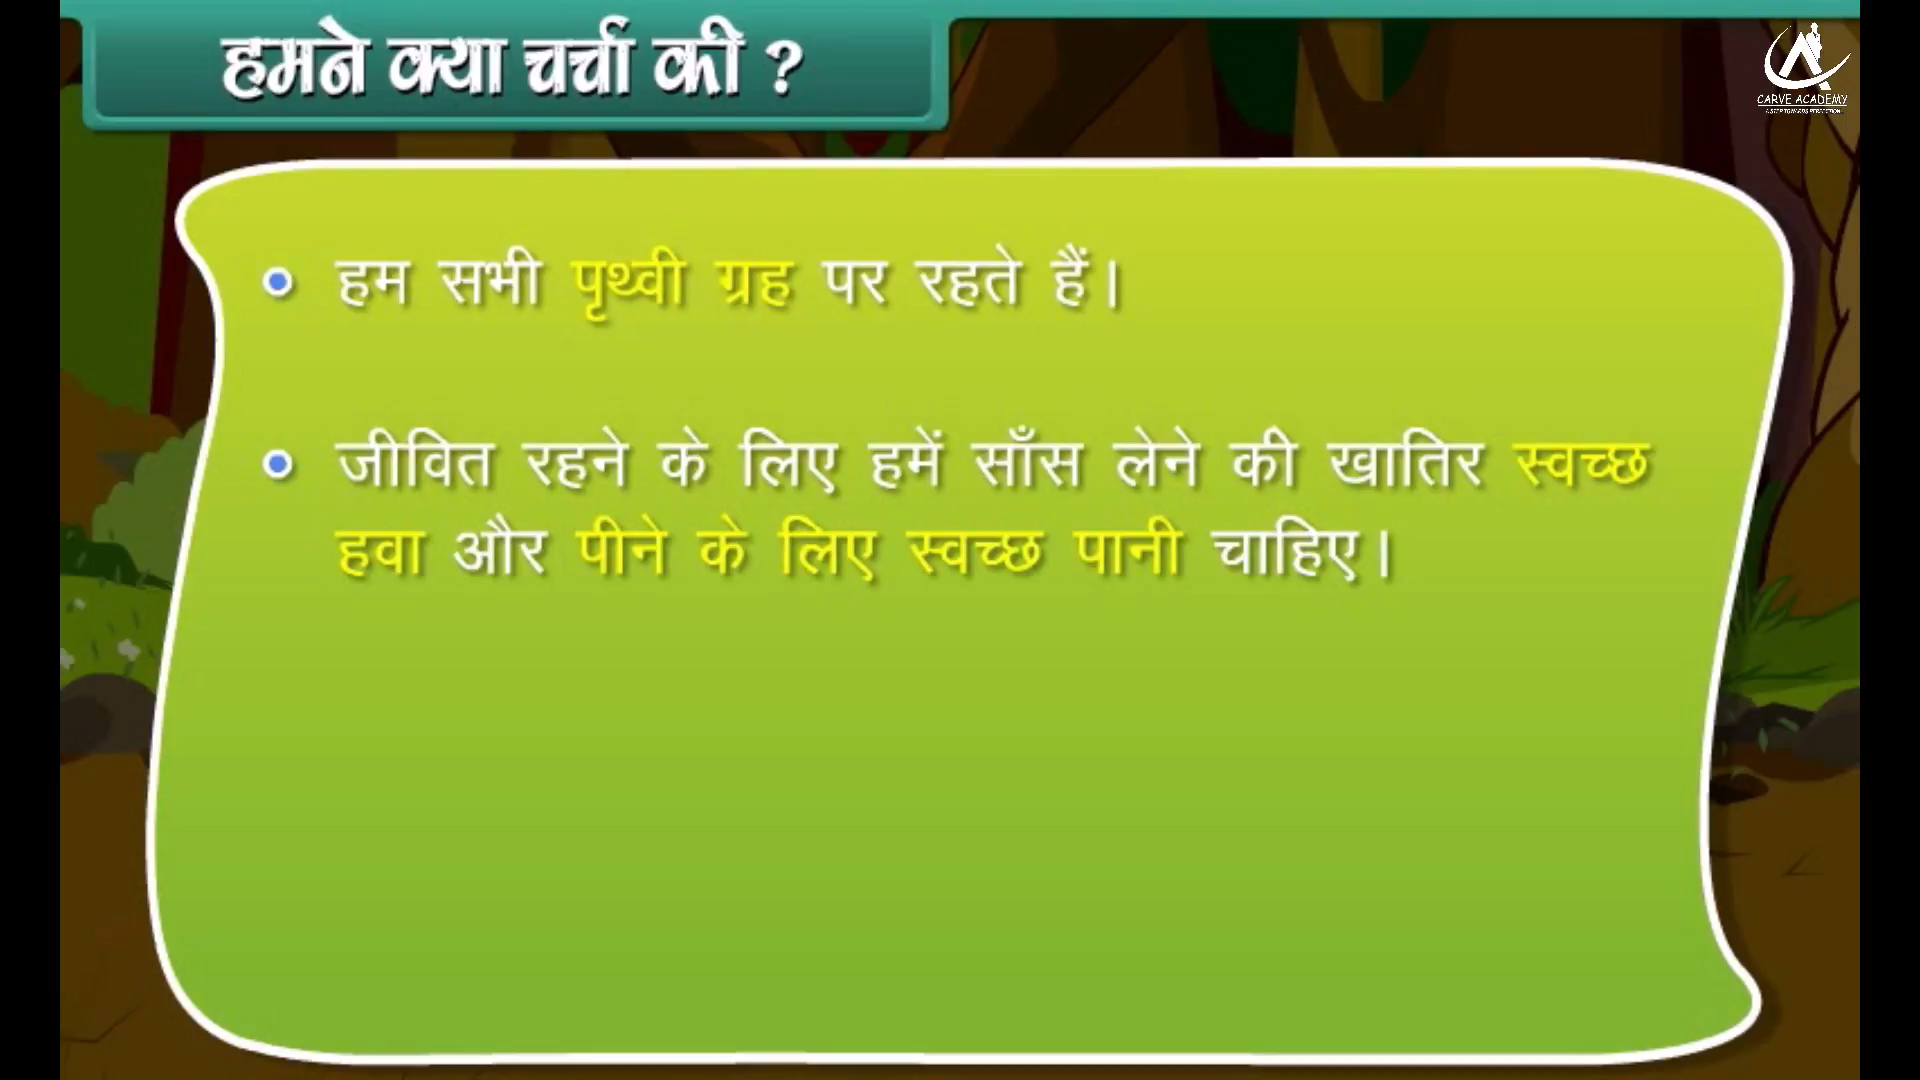 हमने क्या चर्चा की ?
CARVE ACADEMY
हम सभी पृथ्वी ग्रह पर रहते हैं।
जीवित रहने के लिए हमें साँस लेने की खातिर स्वच्छ
हवा और पीने के लिए स्वच्छ पानी चाहिए।